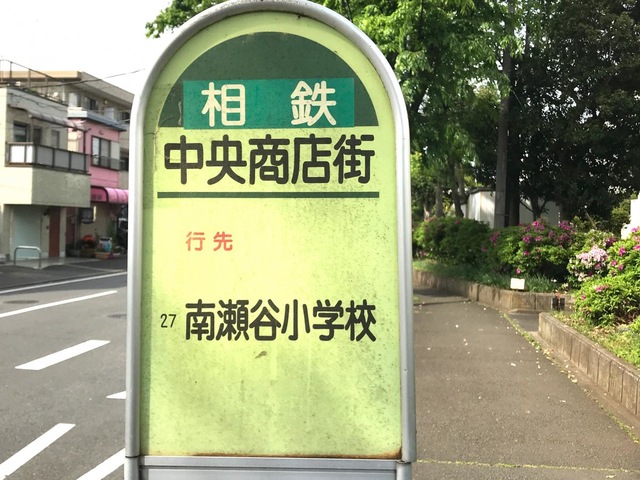 相鉄
中央商店街
行先
27 南瀬谷小学校